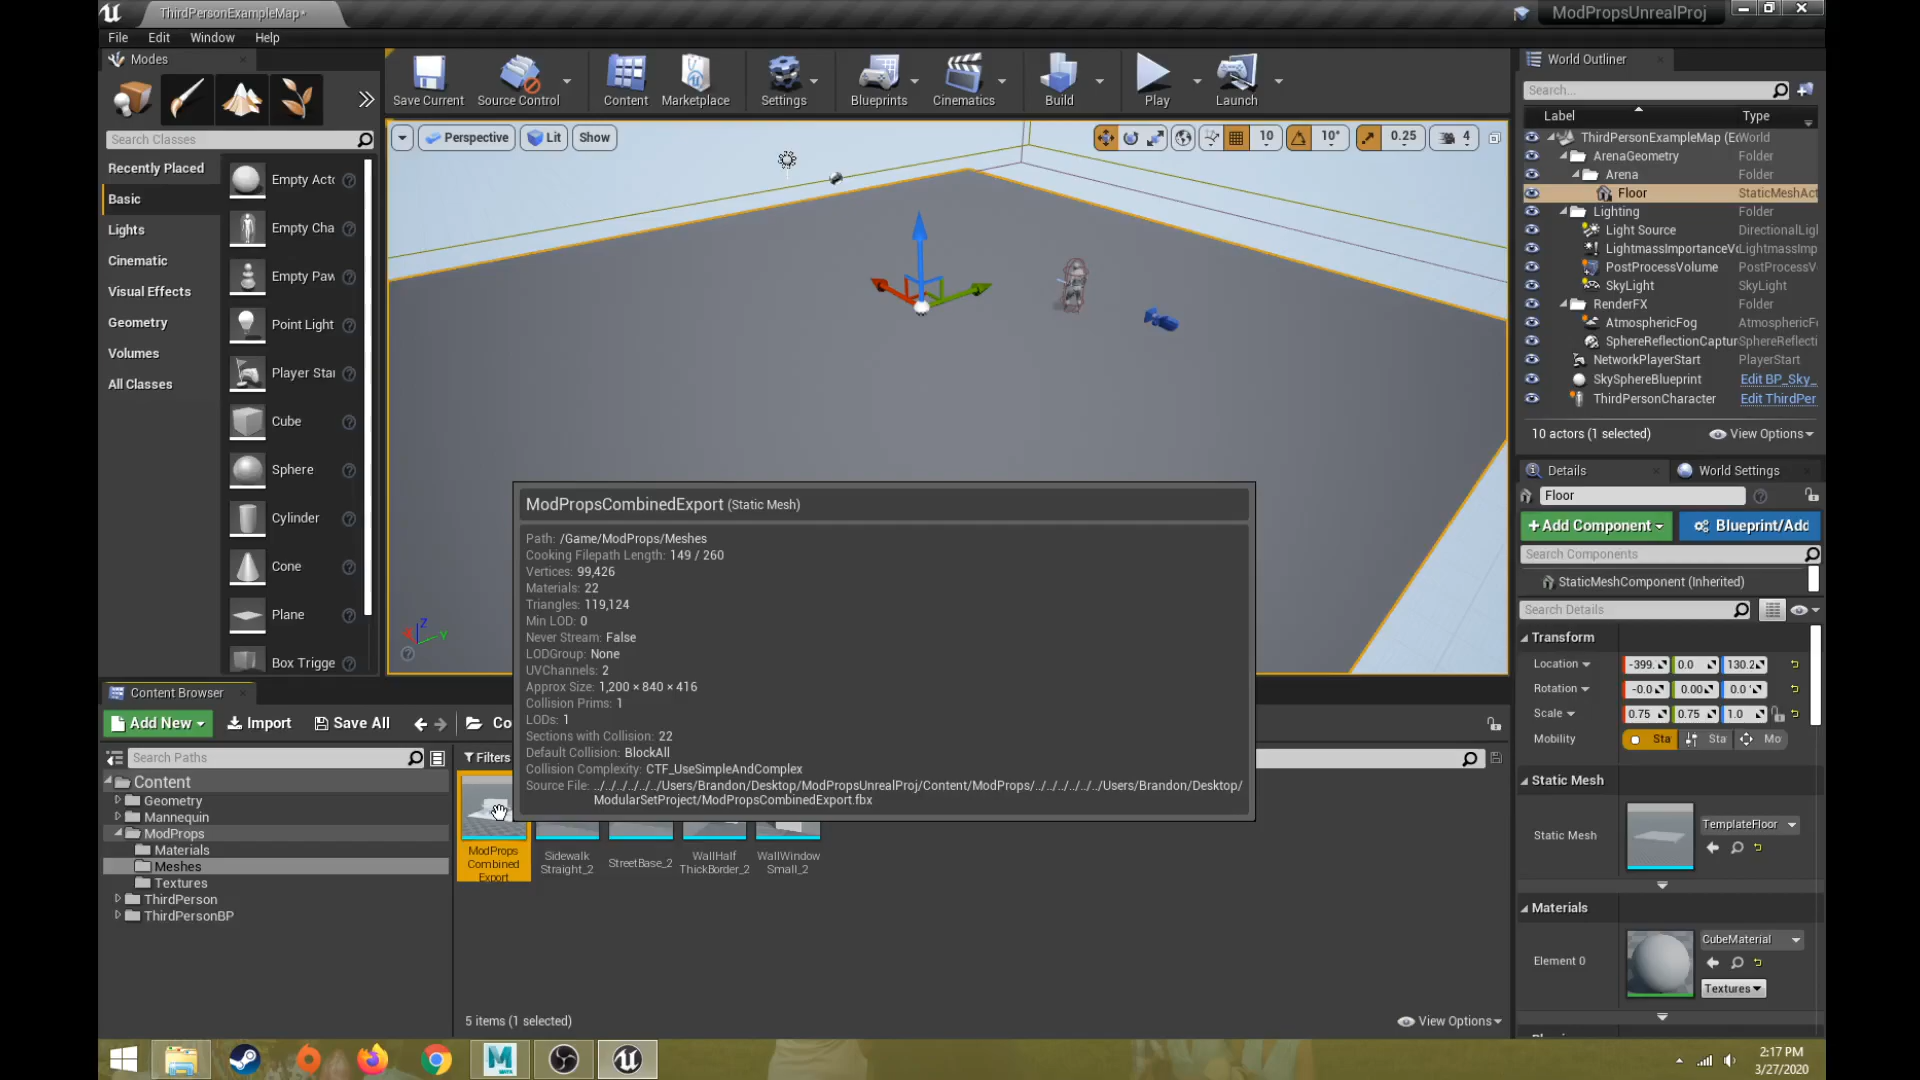 ThirdPersonExampleMap*
ModPropsUnrealProj
File Edit Window Help
Modes
Search Classes
Recently Placed
Basic
Lights
Cinematic
Visual Effects
Geometry
Volumes
All Classes
Empty Acto
Empty Cha
Empty Paw
Point Light
Player Star
Cube
Sphere
Cylinder
Cone
Plane
Box Trigge
Save Current Source Control Content Marketplace Settings Blueprints Cinematics Build Play Launch
Perspective Lit Show 10 10° 0.25 4
ModPropsCombinedExport (Static Mesh)
Path: /Game/ModProps/Meshes
Cooking Filepath Length: 149 / 260
Vertices: 99,426
Materials: 22
Triangles: 119,124
Min LOD: 0
Never Stream: False
LODGroup: None
UVChannels: 2
Approx Size: 1,200 × 840 × 416
Collision Prims: 1
LODs: 1
Sections with Collision: 22
Default Collision: BlockAll
Collision Complexity: CTF_UseSimpleAndComplex
Source File: ../../../../../../Users/Brandon/Desktop/ModPropsUnrealProj/Content/ModProps/../../../../../../Users/Brandon/Desktop/
ModularSetProject/ModPropsCombinedExport.fbx
Z
Y
World Outliner
Search...
Label Type
ThirdPersonExampleMap (Ec World
ArenaGeometry Folder
Arena Folder
Floor StaticMeshAct
Lighting Folder
Light Source DirectionalLigl
LightmassImportanceVc LightmassImp
PostProcessVolume PostProcessV
SkyLight SkyLight
RenderFX Folder
AtmosphericFog AtmosphericFo
SphereReflectionCaptur SphereReflecti
NetworkPlayerStart PlayerStart
SkySphereBlueprint Edit BP_Sky_
ThirdPersonCharacter Edit ThirdPer
10 actors (1 selected) View Options
Details World Settings
Floor
+Add Component Blueprint/Add
Search Components
StaticMeshComponent (Inherited)
Search Details
Transform
Location -399. 0.0 130.2
Rotation -0.0 0.00 0.0
Scale 0.75 0.75 1.0
Mobility Sta Sta Mo
Static Mesh
Static Mesh TemplateFloor
Materials
Element 0 CubeMaterial
Textures
Content Browser
Add New Import Save All Co
Search Paths
Filters
Content
Geometry
Mannequin
ModProps
Materials
Meshes
Textures
ThirdPerson
ThirdPersonBP
ModProps
Combined
Export
Sidewalk
Straight_2
StreetBase_2
WallHalf
ThickBorder_2
WallWindow
Small_2
5 items (1 selected) View Options
2:17 PM
3/27/2020